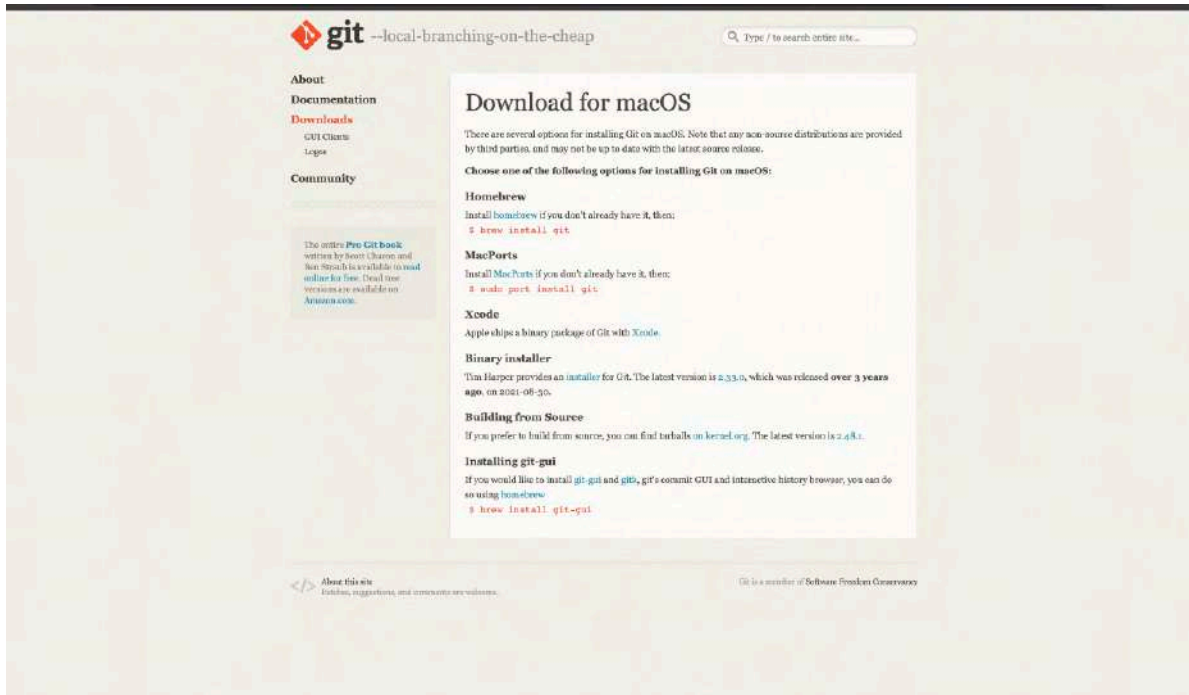 git --local-branching-on-the-cheap
Type / to search entire site...
About
Documentation
Downloads
GUI Clients
Logos
Community
The entire Pro Git book
written by Scott Chacon and
Ben Straub is available to read
online for free. Dead tree
versions are available on
Amazon.com.
Download for macOS
There are several options for installing Git on macOS. Note that any non-source distributions are provided
by third parties, and may not be up to date with the latest source release.
Choose one of the following options for installing Git on macOS:
Homebrew
Install homebrew if you don't already have it, then:
$ brew install git
MacPorts
Install MacPorts if you don't already have it, then:
$ sudo port install git
Xcode
Apple ships a binary package of Git with Xcode.
Binary installer
Tim Harper provides an installer for Git. The latest version is 2.33.0, which was released over 3 years
ago, on 2021-08-30.
Building from Source
If you prefer to build from source, you can find tarballs on kernel.org. The latest version is 2.48.1.
Installing git-gui
If you would like to install git-gui and gitk, git's commit GUI and interactive history browser, you can do
so using homebrew
$ brew install git-gui
</> About this site
Patches, suggestions, and comments are welcome.
Git is a member of Software Freedom Conservancy